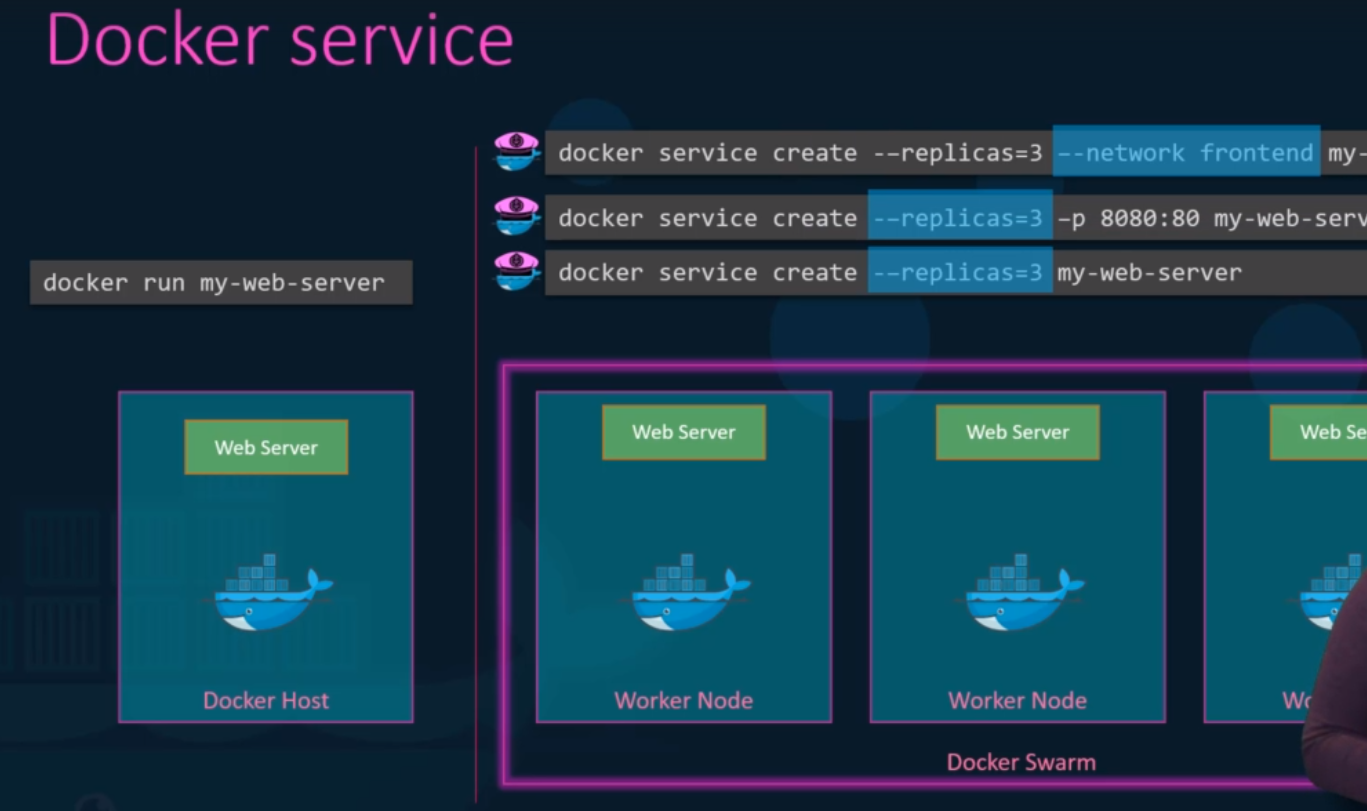 Docker service
docker service create --replicas=3 --network frontend my-
docker service create --replicas=3 -p 8080:80 my-web-serv
docker service create --replicas=3 my-web-server
docker run my-web-server
Web Server
Web Server
Web Server
Web Se
Docker Host
Worker Node
Worker Node
Wo
Docker Swarm